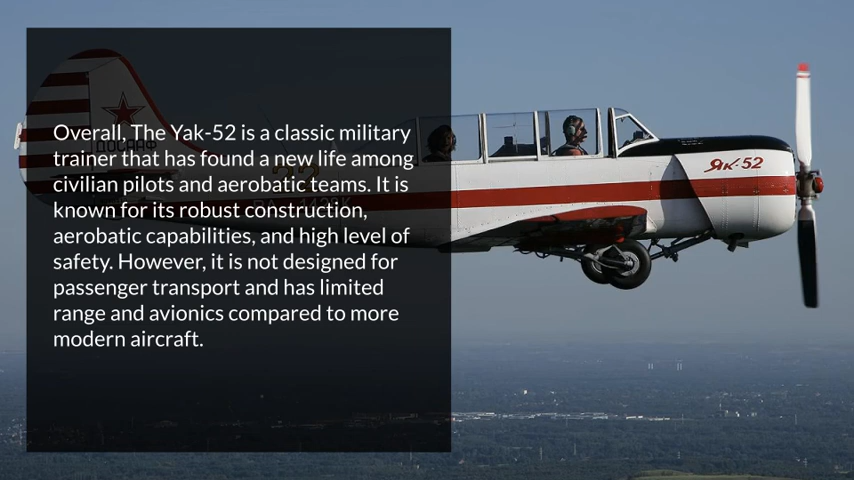 Overall, The Yak-52 is a classic military
trainer that has found a new life among
civilian pilots and aerobatic teams. It is
known for its robust construction,
aerobatic capabilities, and high level of
safety. However, it is not designed for
passenger transport and has limited
range and avionics compared to more
modern aircraft.
ДОСААФ
Як-52